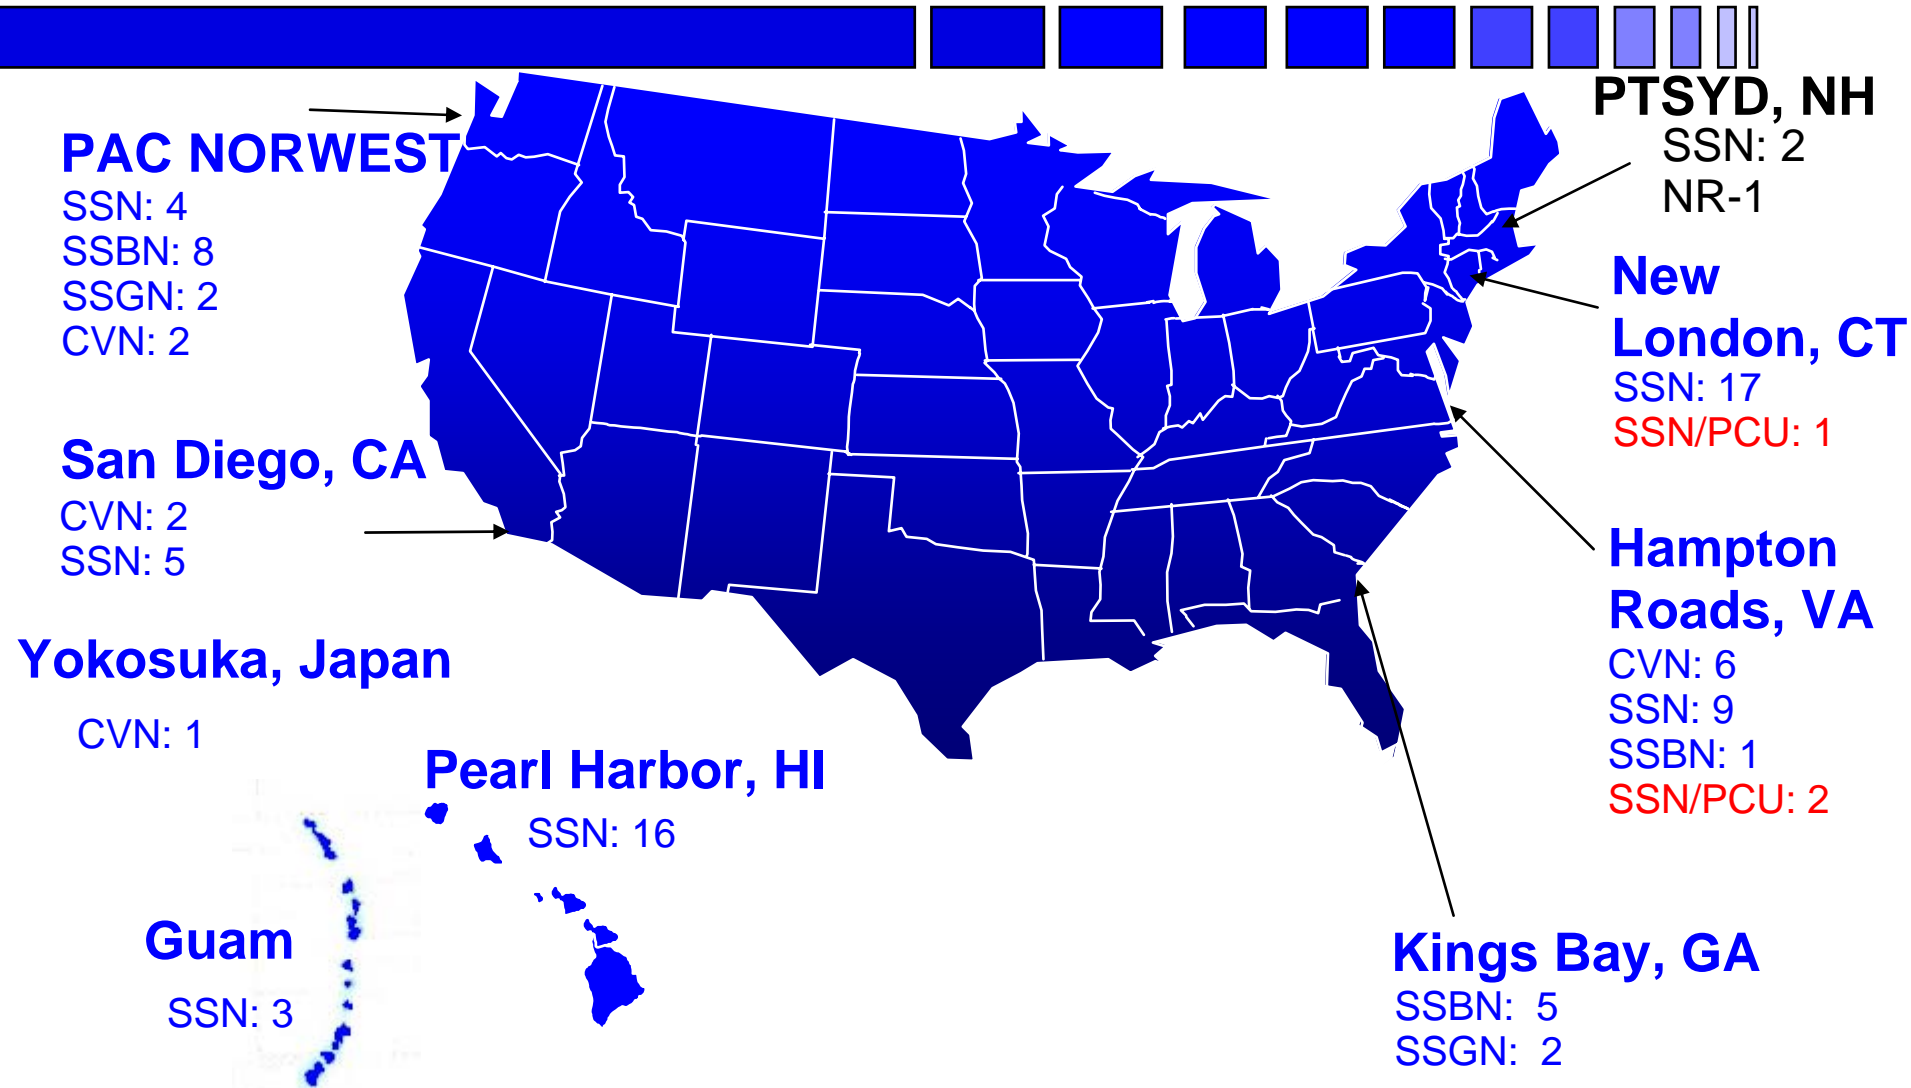 PTSYD, NH
SSN: 2
NR-1
PAC NORWEST
SSN: 4
SSBN: 8
SSGN: 2
CVN: 2
New
London, CT
SSN: 17
SSN/PCU: 1
San Diego, CA
CVN: 2
SSN: 5
Hampton
Roads, VA
CVN: 6
SSN: 9
SSBN: 1
SSN/PCU: 2
Yokosuka, Japan
CVN: 1
Pearl Harbor, HI
SSN: 16
Guam
SSN: 3
Kings Bay, GA
SSBN:  5
SSGN:  2